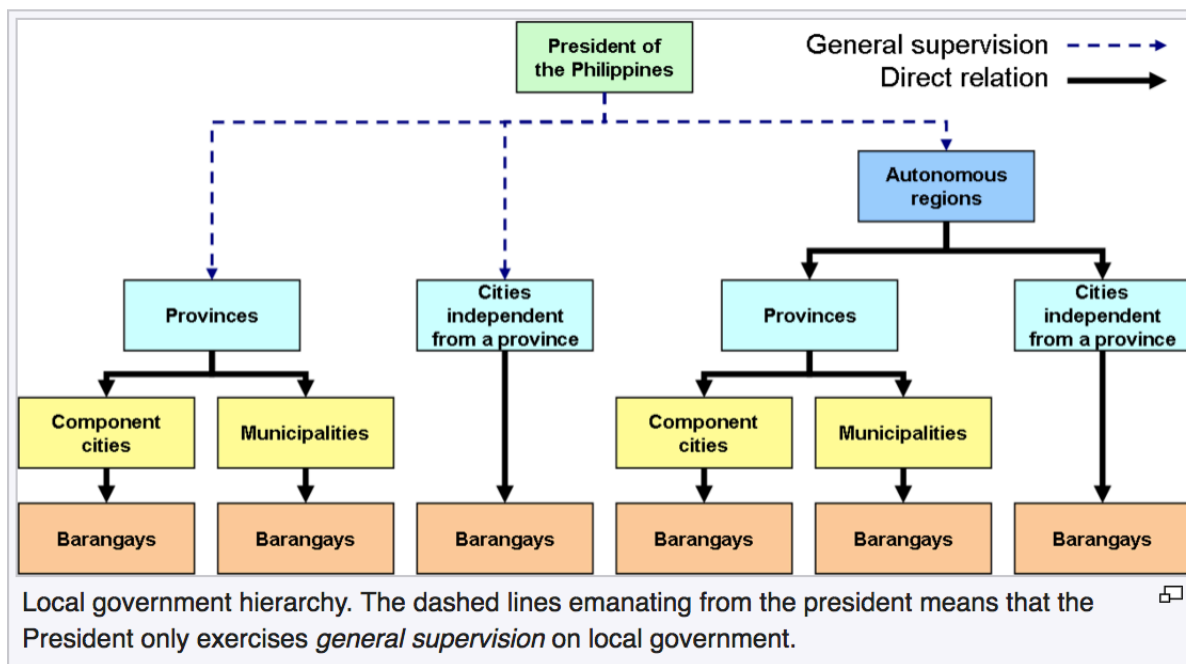 President of
the Philippines
General supervision
Direct relation
Autonomous
regions
Provinces
Cities
independent
from a province
Provinces
Cities
independent
from a province
Component
cities
Municipalities
Component
cities
Municipalities
Barangays
Barangays
Barangays
Barangays
Barangays
Barangays
Local government hierarchy. The dashed lines emanating from the president means that the
President only exercises general supervision on local government.